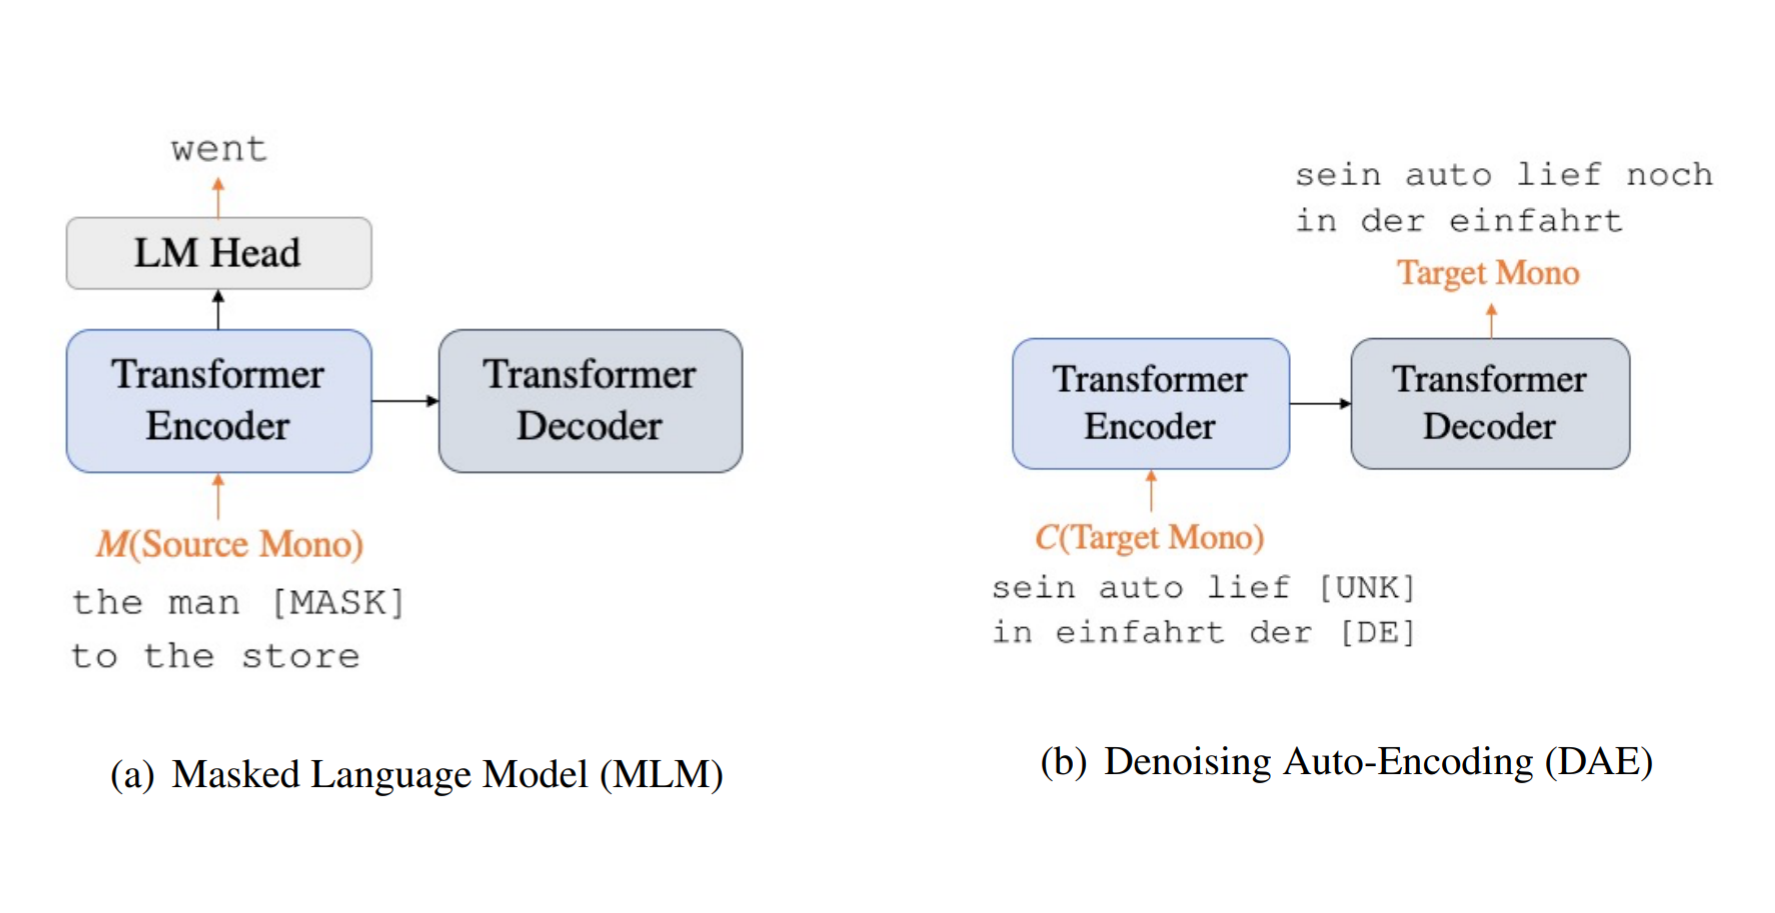 went
LM Head
Transformer
Encoder
Transformer
Decoder
M(Source Mono)
the man [MASK]
to the store
(a) Masked Language Model (MLM)
sein auto lief noch
in der einfahrt
Target Mono
Transformer
Encoder
Transformer
Decoder
C(Target Mono)
sein auto lief [UNK]
in einfahrt der [DE]
(b) Denoising Auto-Encoding (DAE)